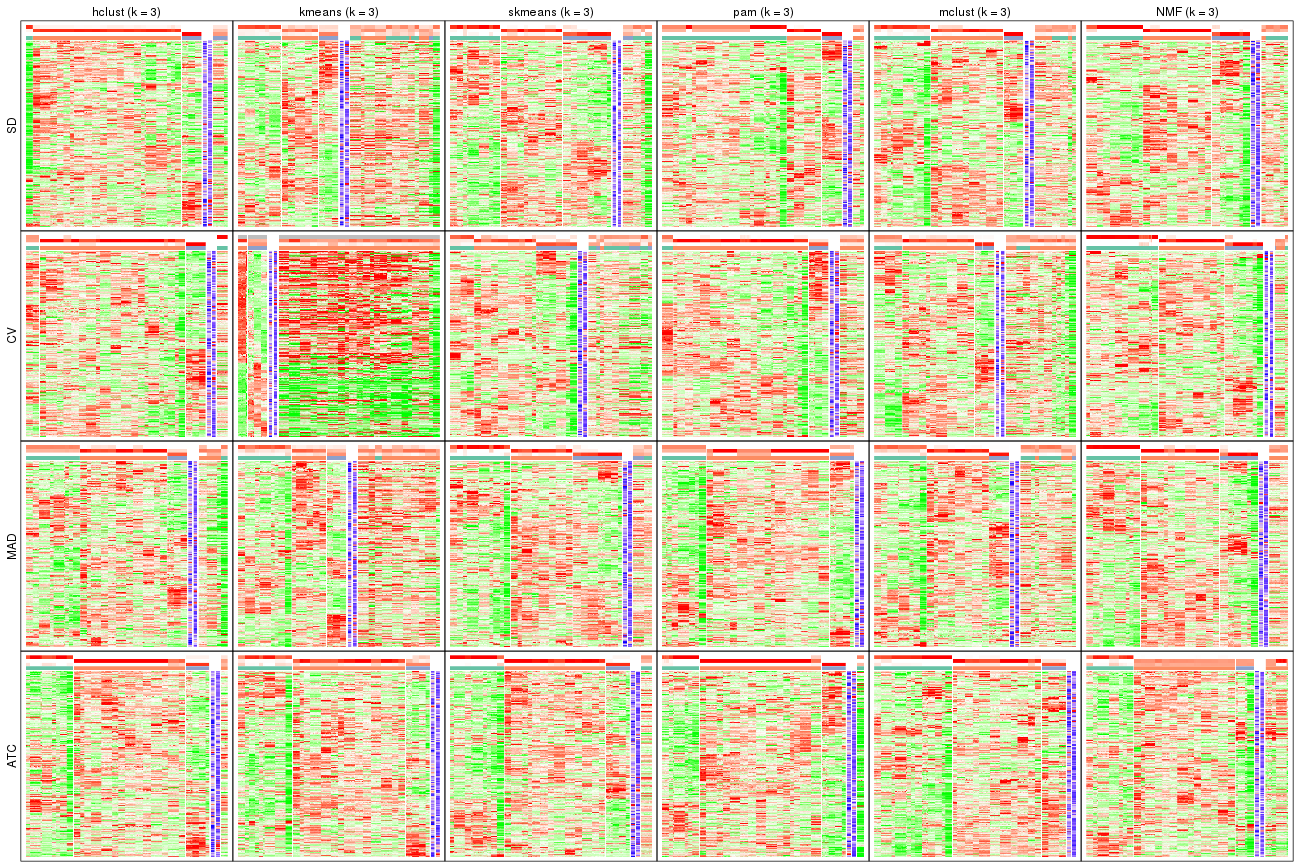 hclust (k = 3) kmeans (k = 3) skmeans (k = 3) pam (k = 3) mclust (k = 3) NMF (k = 3)
SD
CV
MAD
ATC